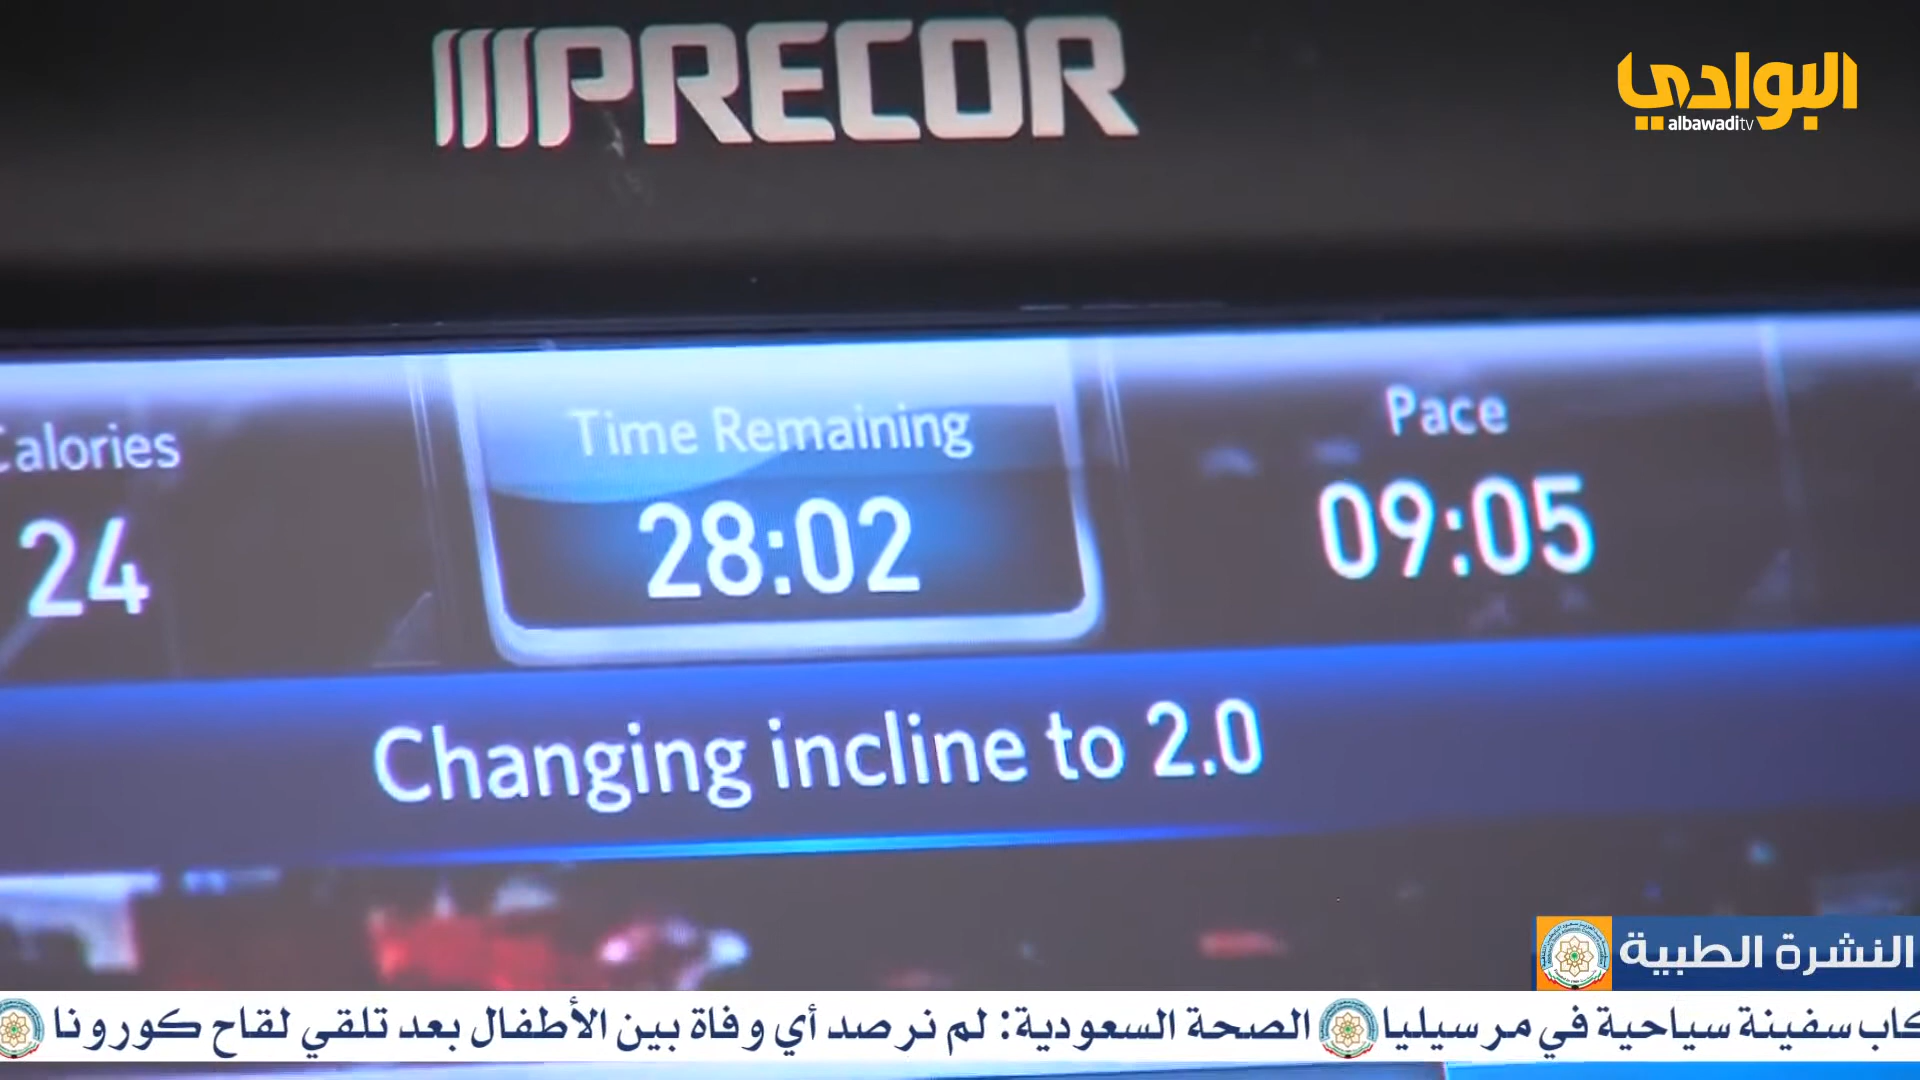 PRECOR
البوادي
albawaditv
Calories
24
Time Remaining
28:02
Pace
09:05
Changing incline to 2.0
النشرة الطبية
سفينة سياحية في مرسيليا
الصحة السعودية: لم نرصد أي وفاة بين الأطفال بعد تلقي لقاح كورونا